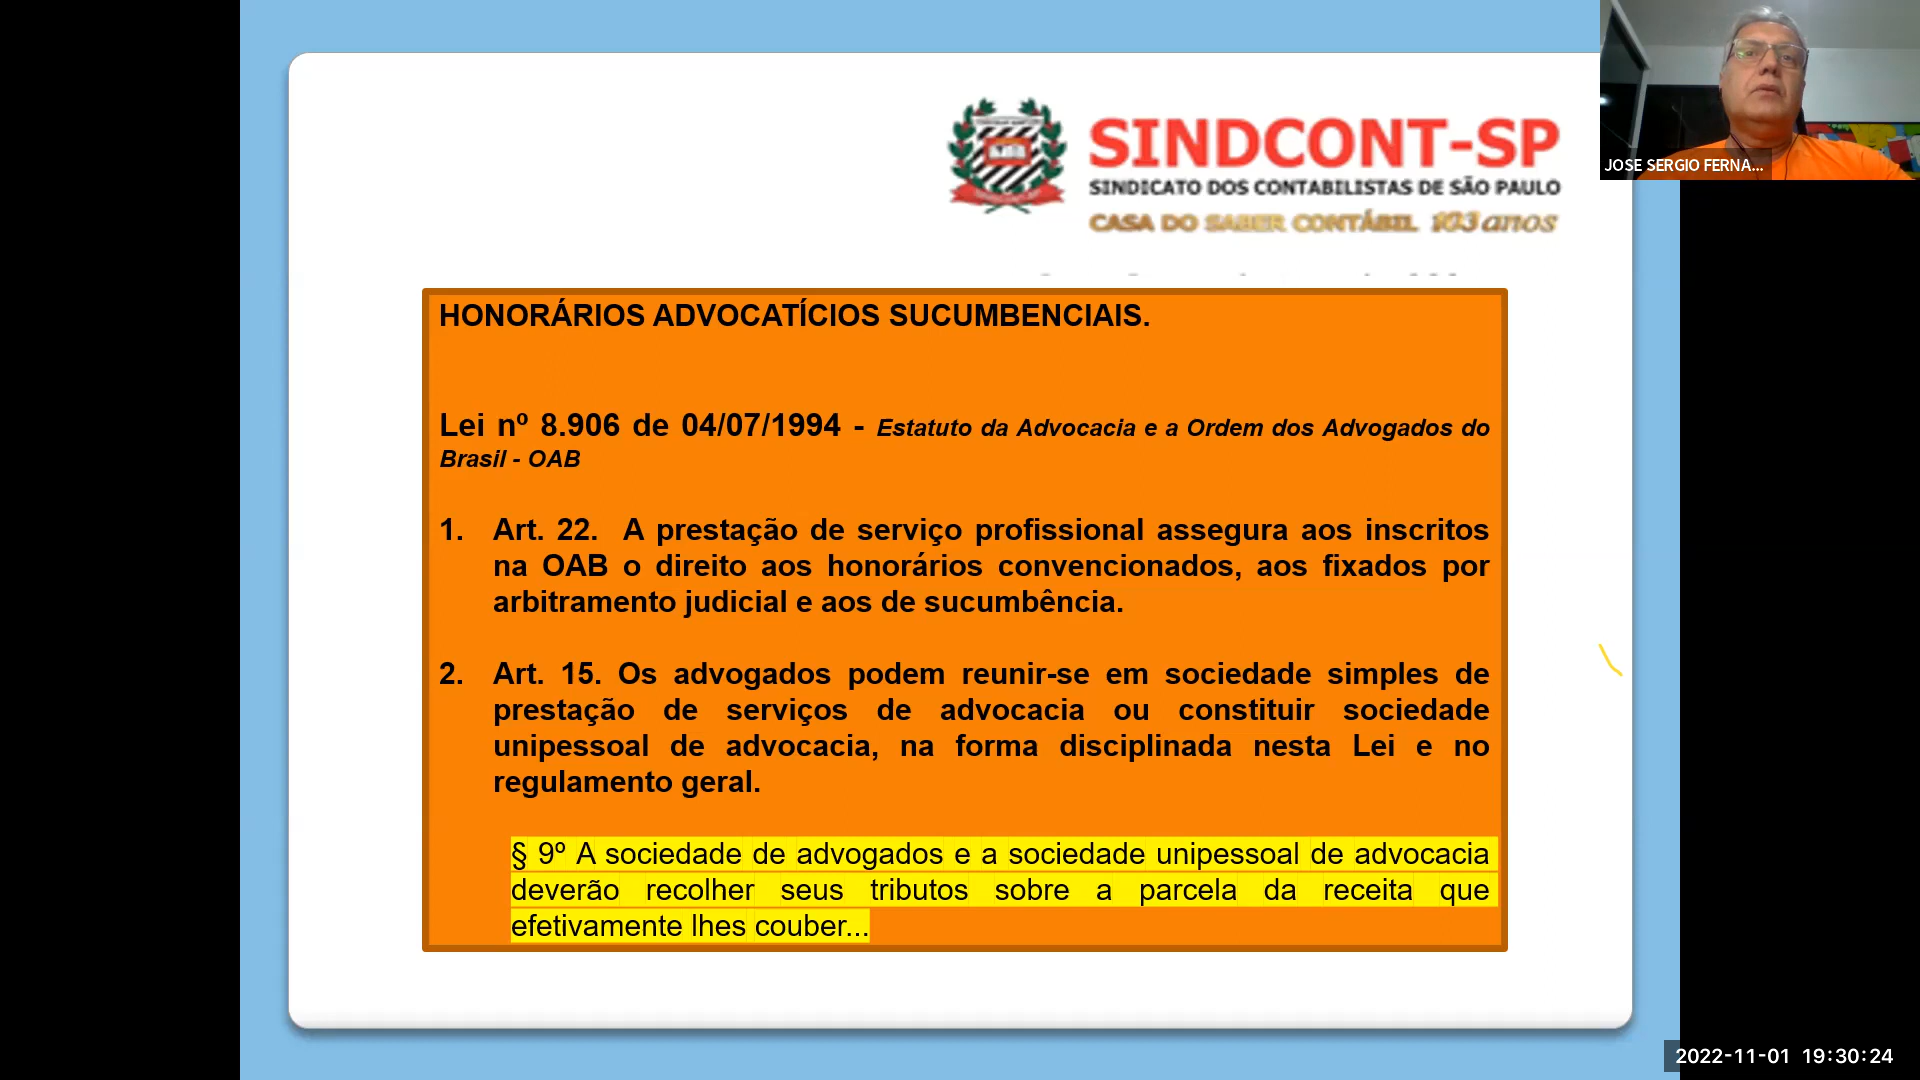 SINDCONT-SP
SINDICATO DOS CONTABILISTAS DE SÃO PAULO
CASA DO SABER CONTÁBIL 103 anos
JOSE SERGIO FERNA...
HONORÁRIOS ADVOCATÍCIOS SUCUMBENCIAIS.
Lei nº 8.906 de 04/07/1994 - Estatuto da Advocacia e a Ordem dos Advogados do
Brasil - OAB
1. Art. 22. A prestação de serviço profissional assegura aos inscritos
na OAB o direito aos honorários convencionados, aos fixados por
arbitramento judicial e aos de sucumbência.
2. Art. 15. Os advogados podem reunir-se em sociedade simples de
prestação de serviços de advocacia ou constituir sociedade
unipessoal de advocacia, na forma disciplinada nesta Lei e no
regulamento geral.
§ 9º A sociedade de advogados e a sociedade unipessoal de advocacia
deverão recolher seus tributos sobre a parcela da receita que
efetivamente lhes couber...
2022-11-01 19:30:24